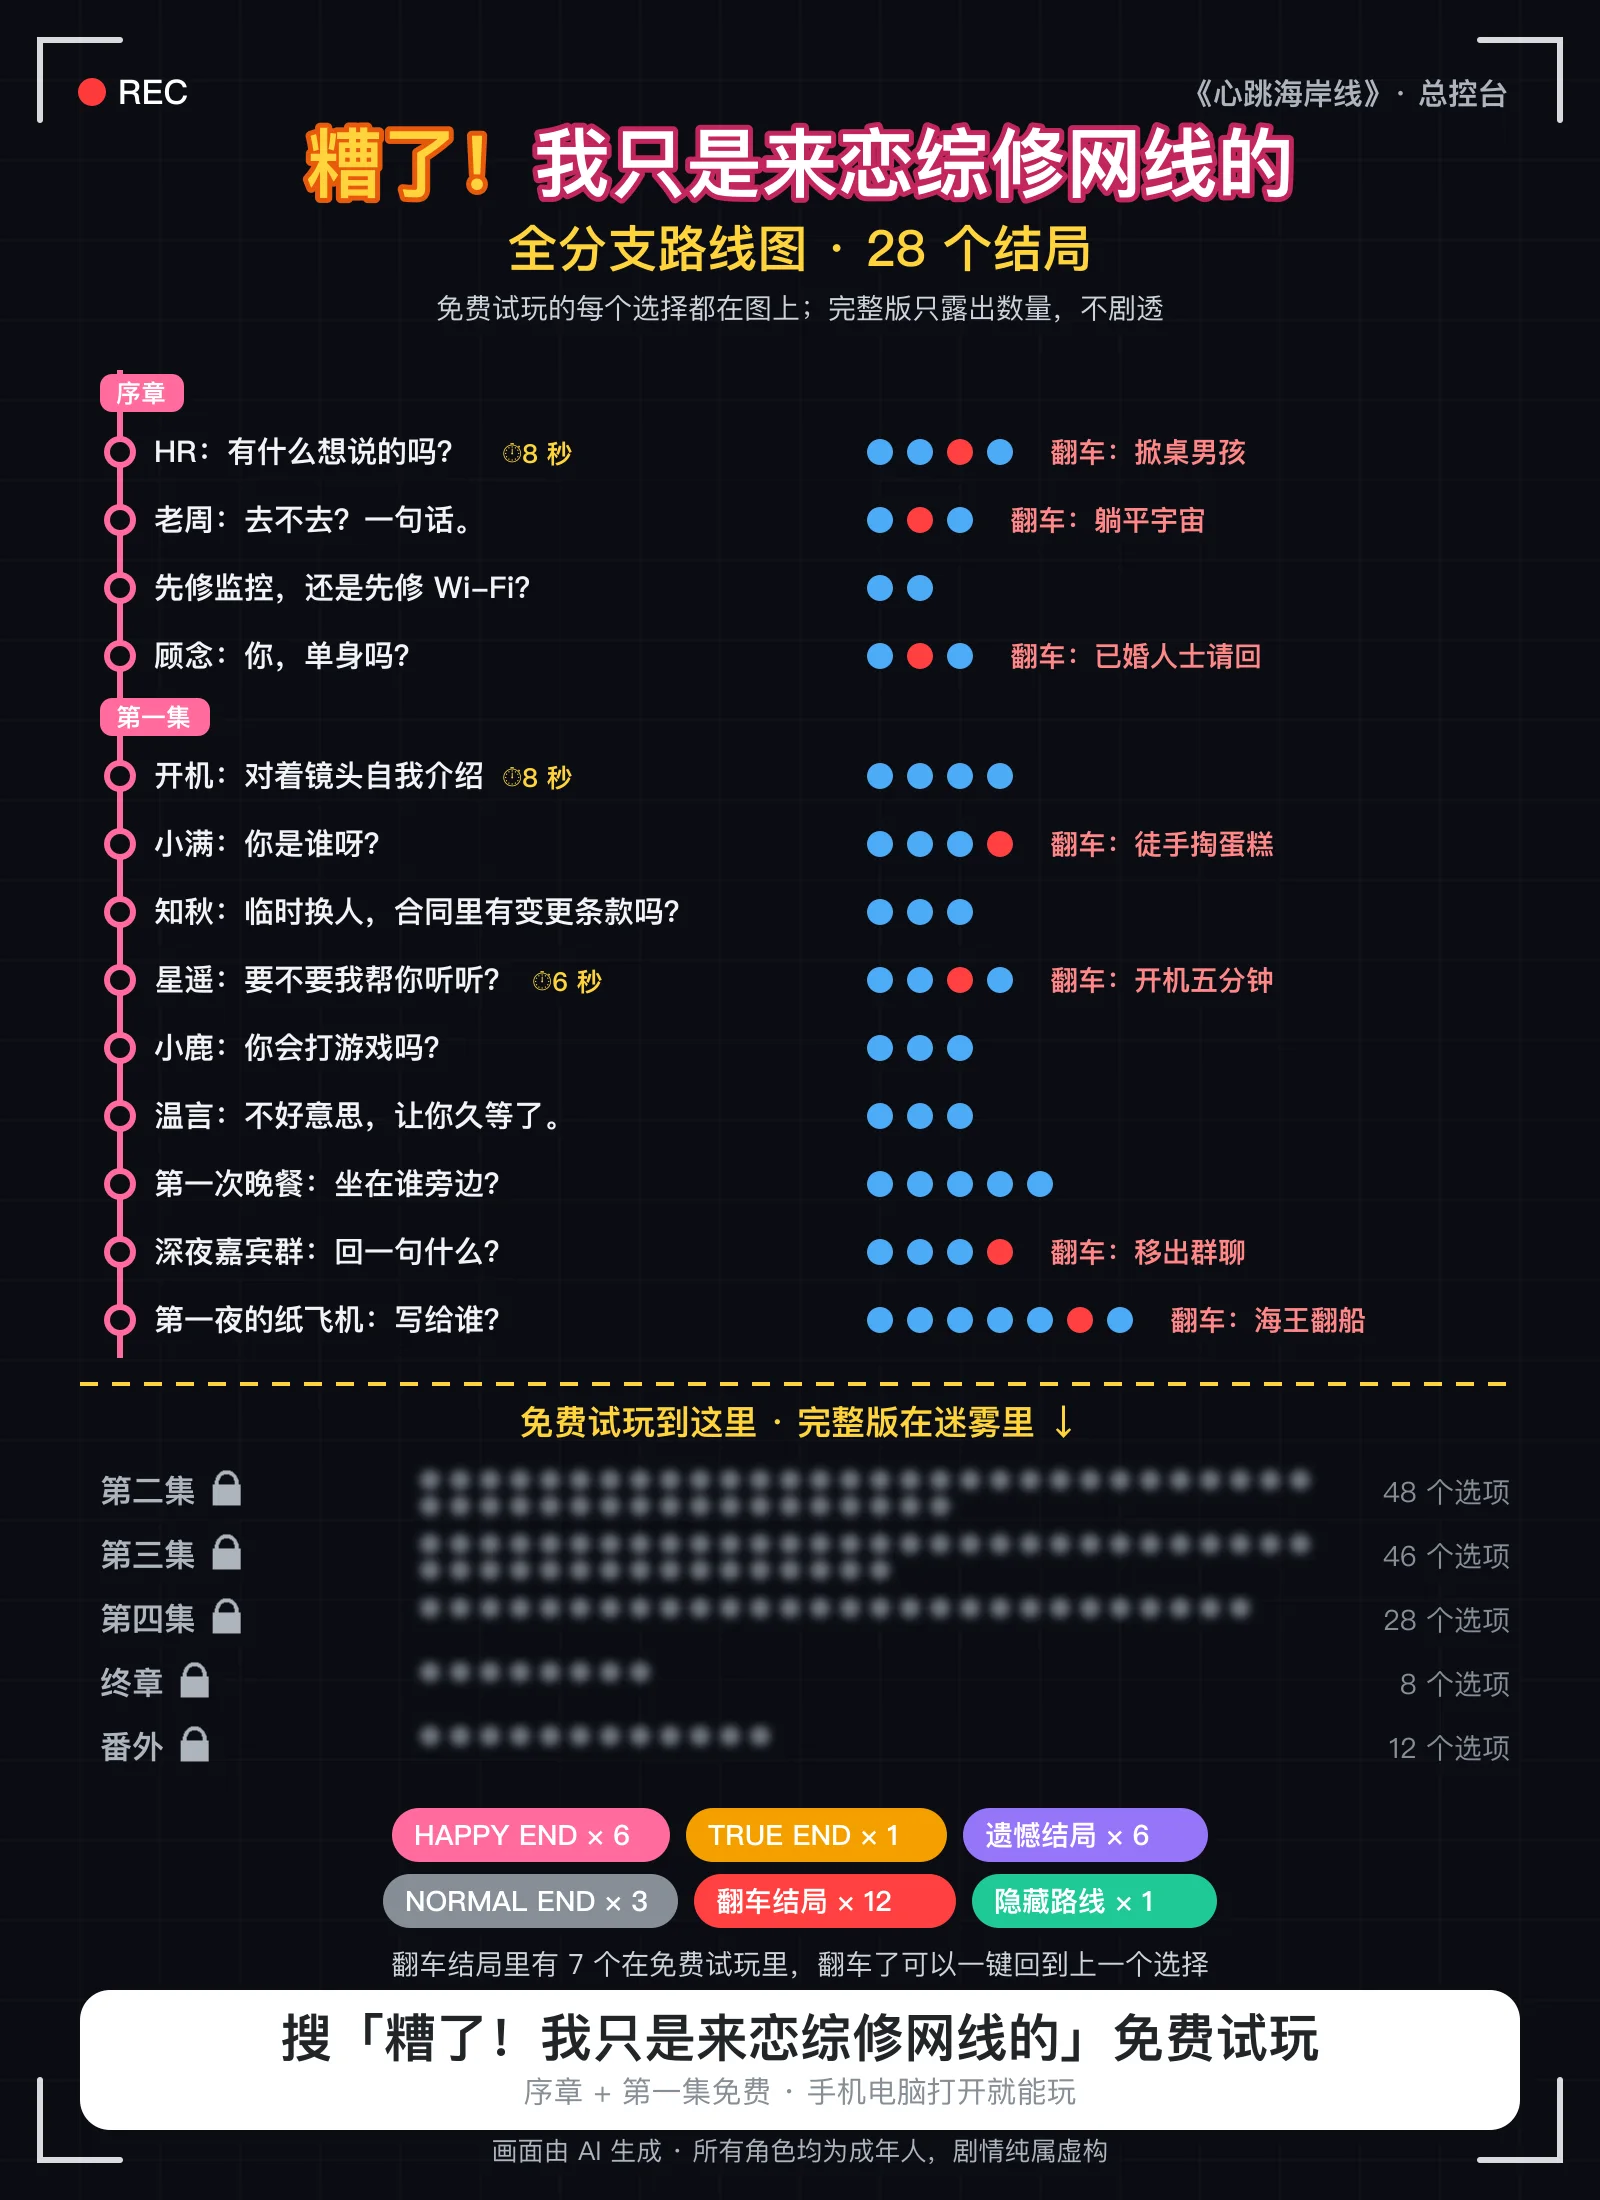 REC
《心跳海岸线》· 总控台
糟了！我只是来恋综修网线的
全分支路线图 · 28 个结局
免费试玩的每个选择都在图上；完整版只露出数量，不剧透
序章
HR：有什么想说的吗？ ⏱8 秒 翻车：掀桌男孩
老周：去不去？一句话。 翻车：躺平宇宙
先修监控，还是先修 Wi-Fi？
顾念：你，单身吗？ 翻车：已婚人士请回
第一集
开机：对着镜头自我介绍 ⏱8 秒
小满：你是谁呀？ 翻车：徒手掏蛋糕
知秋：临时换人，合同里有变更条款吗？
星遥：要不要我帮你听听？ ⏱6 秒 翻车：开机五分钟
小鹿：你会打游戏吗？
温言：不好意思，让你久等了。
第一次晚餐：坐在谁旁边？
深夜嘉宾群：回一句什么？ 翻车：移出群聊
第一夜的纸飞机：写给谁？ 翻车：海王翻船
免费试玩到这里 · 完整版在迷雾里 ↓
第二集 48 个选项
第三集 46 个选项
第四集 28 个选项
终章 8 个选项
番外 12 个选项
HAPPY END × 6 TRUE END × 1 遗憾结局 × 6
NORMAL END × 3 翻车结局 × 12 隐藏路线 × 1
翻车结局里有 7 个在免费试玩里，翻车了可以一键回到上一个选择
搜「糟了！我只是来恋综修网线的」免费试玩
序章 + 第一集免费 · 手机电脑打开就能玩
画面由 AI 生成 · 所有角色均为成年人，剧情纯属虚构